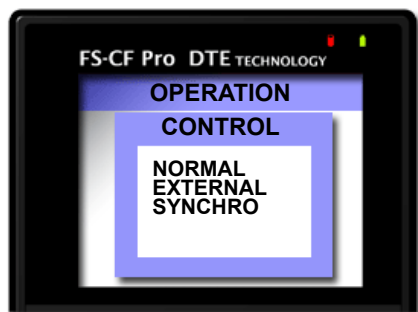 FS-CF Pro DTE TECHNOLOGY
OPERATION
CONTROL
NORMAL
EXTERNAL
SYNCHRO